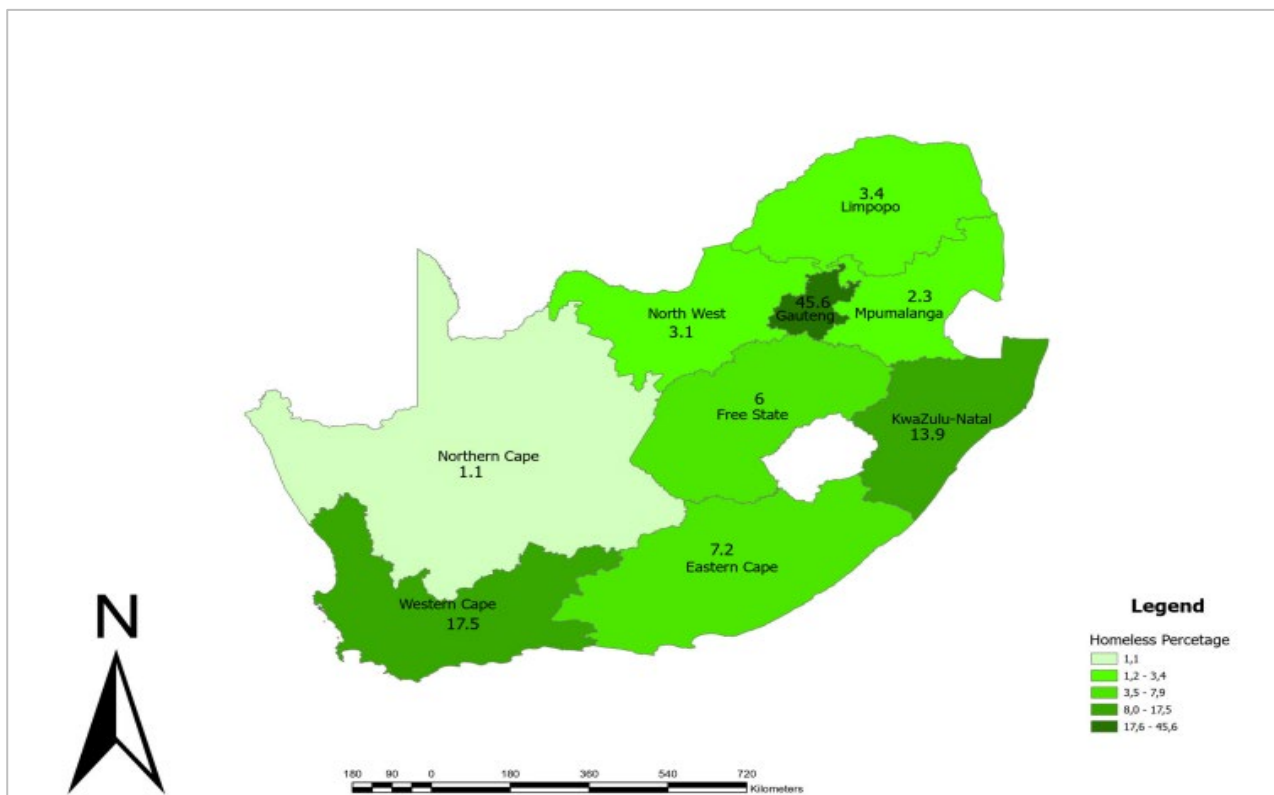 3.4
Limpopo
45.6
Gauteng
2.3
Mpumalanga
North West
3.1
6
Free State
KwaZulu-Natal
13.9
Northern Cape
1.1
7.2
Eastern Cape
Western Cape
17.5
N
Legend
Homeless Percetage
1,1
1,2 - 3,4
3,5 - 7,9
8,0 - 17,5
17,6 - 45,6
180 90 0 180 360 540 720
Kilometers